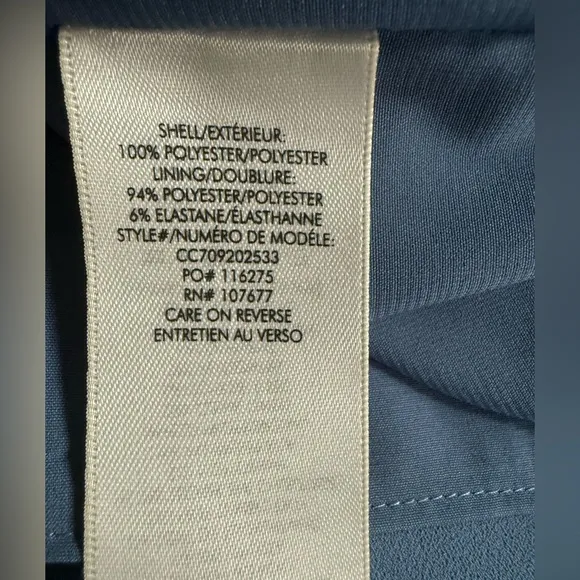 SHELL/EXTÉRIEUR:
100% POLYESTER/POLYESTER
LINING/DOUBLURE:
94% POLYESTER/POLYESTER
6% ELASTANE/ÉLASTHANNE
STYLE#/NUMÉRO DE MODÉLE:
CC709202533
PO# 116275
RN# 107677
CARE ON REVERSE
ENTRETIEN AU VERSO